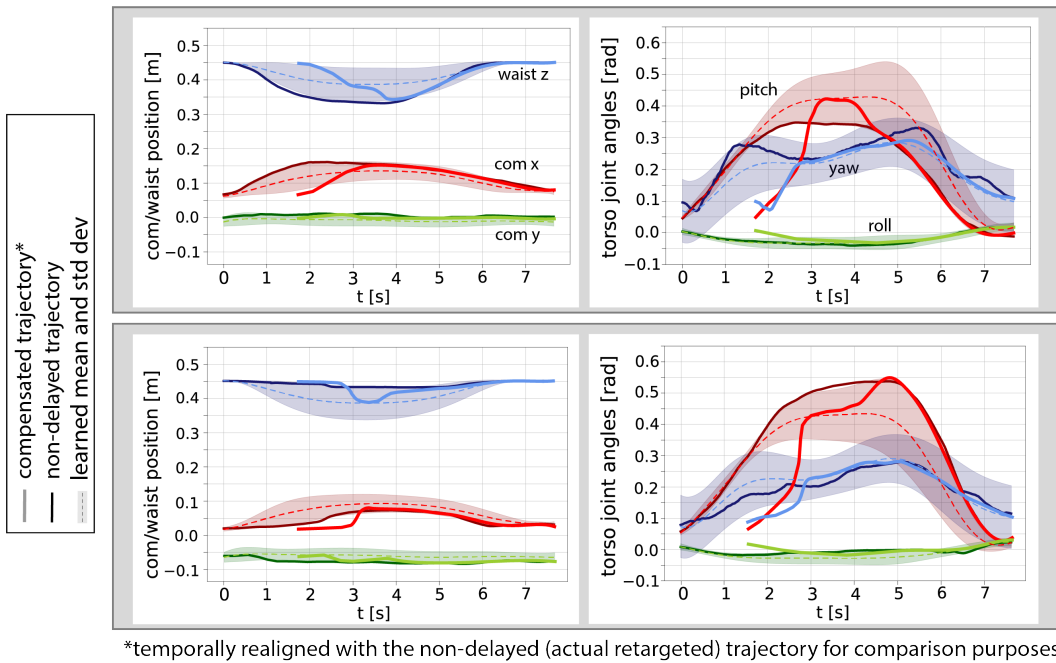 compensated trajectory*
non-delayed trajectory
learned mean and std dev
com/waist position [m]
0.5
0.4
0.3
0.2
0.1
0.0
−0.1
waist z
com x
com y
0 1 2 3 4 5 6 7
t [s]
torso joint angles [rad]
0.6
0.5
0.4
0.3
0.2
0.1
0.0
−0.1
pitch
yaw
roll
0 1 2 3 4 5 6 7
t [s]
com/waist position [m]
0.5
0.4
0.3
0.2
0.1
0.0
−0.1
0 1 2 3 4 5 6 7
t [s]
torso joint angles [rad]
0.6
0.5
0.4
0.3
0.2
0.1
0.0
−0.1
0 1 2 3 4 5 6 7
t [s]
*temporally realigned with the non-delayed (actual retargeted) trajectory for comparison purposes